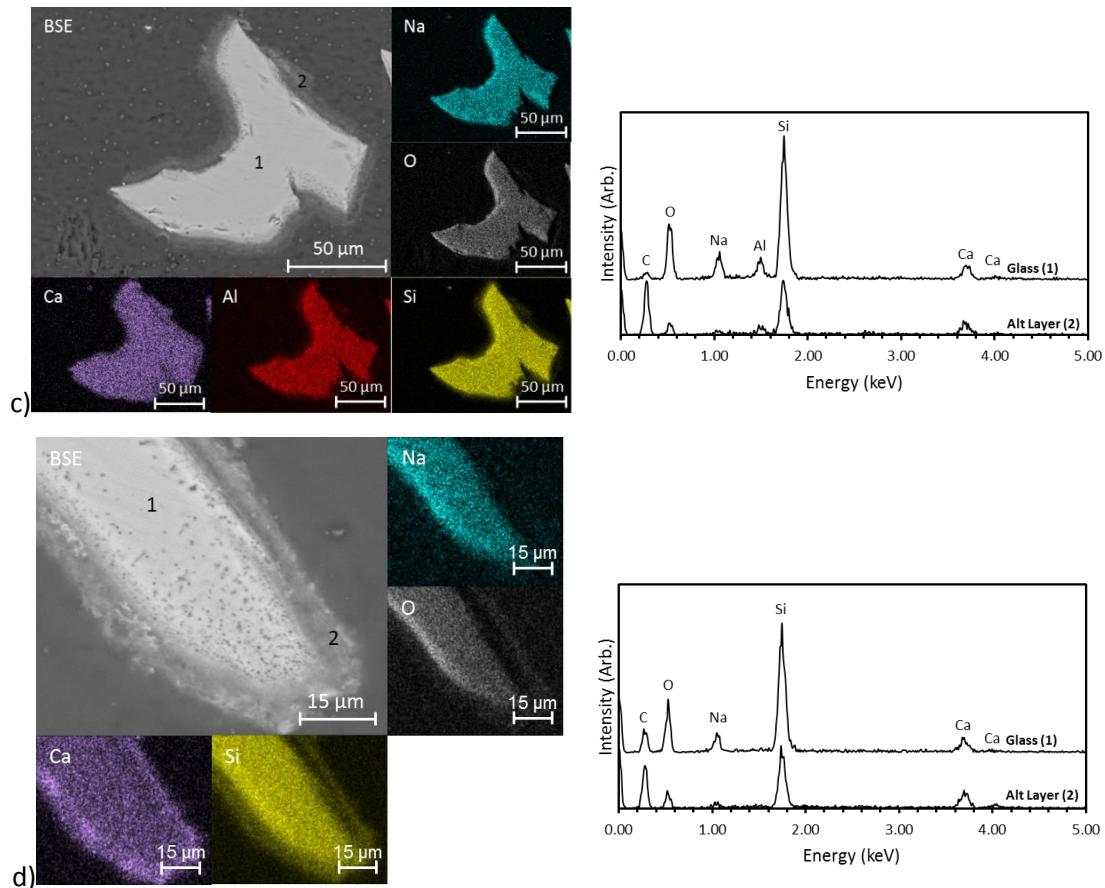 BSE
2
1
50 µm
Na
50 µm
O
50 µm
Ca
50 µm
Al
50 µm
Si
50 µm
c)
Intensity (Arb.)
C
O
Na
Al
Si
Ca
Ca
Glass (1)
Alt Layer (2)
0.00 1.00 2.00 3.00 4.00 5.00
Energy (keV)
BSE
1
2
15 µm
Na
15 µm
O
15 µm
Ca
15 µm
Si
15 µm
d)
Intensity (Arb.)
C
O
Na
Si
Ca
Ca
Glass (1)
Alt Layer (2)
0.00 1.00 2.00 3.00 4.00 5.00
Energy (keV)